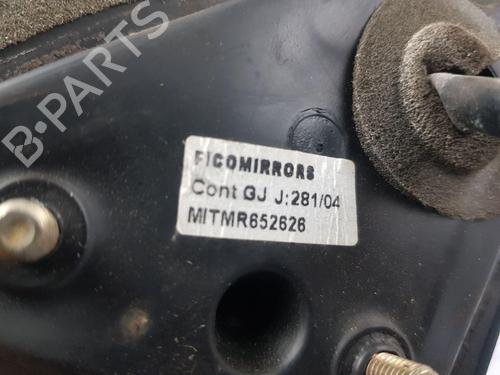 B-PARTS
FICOMIRRORS
Cont GJ J:281/04
MITMR652626